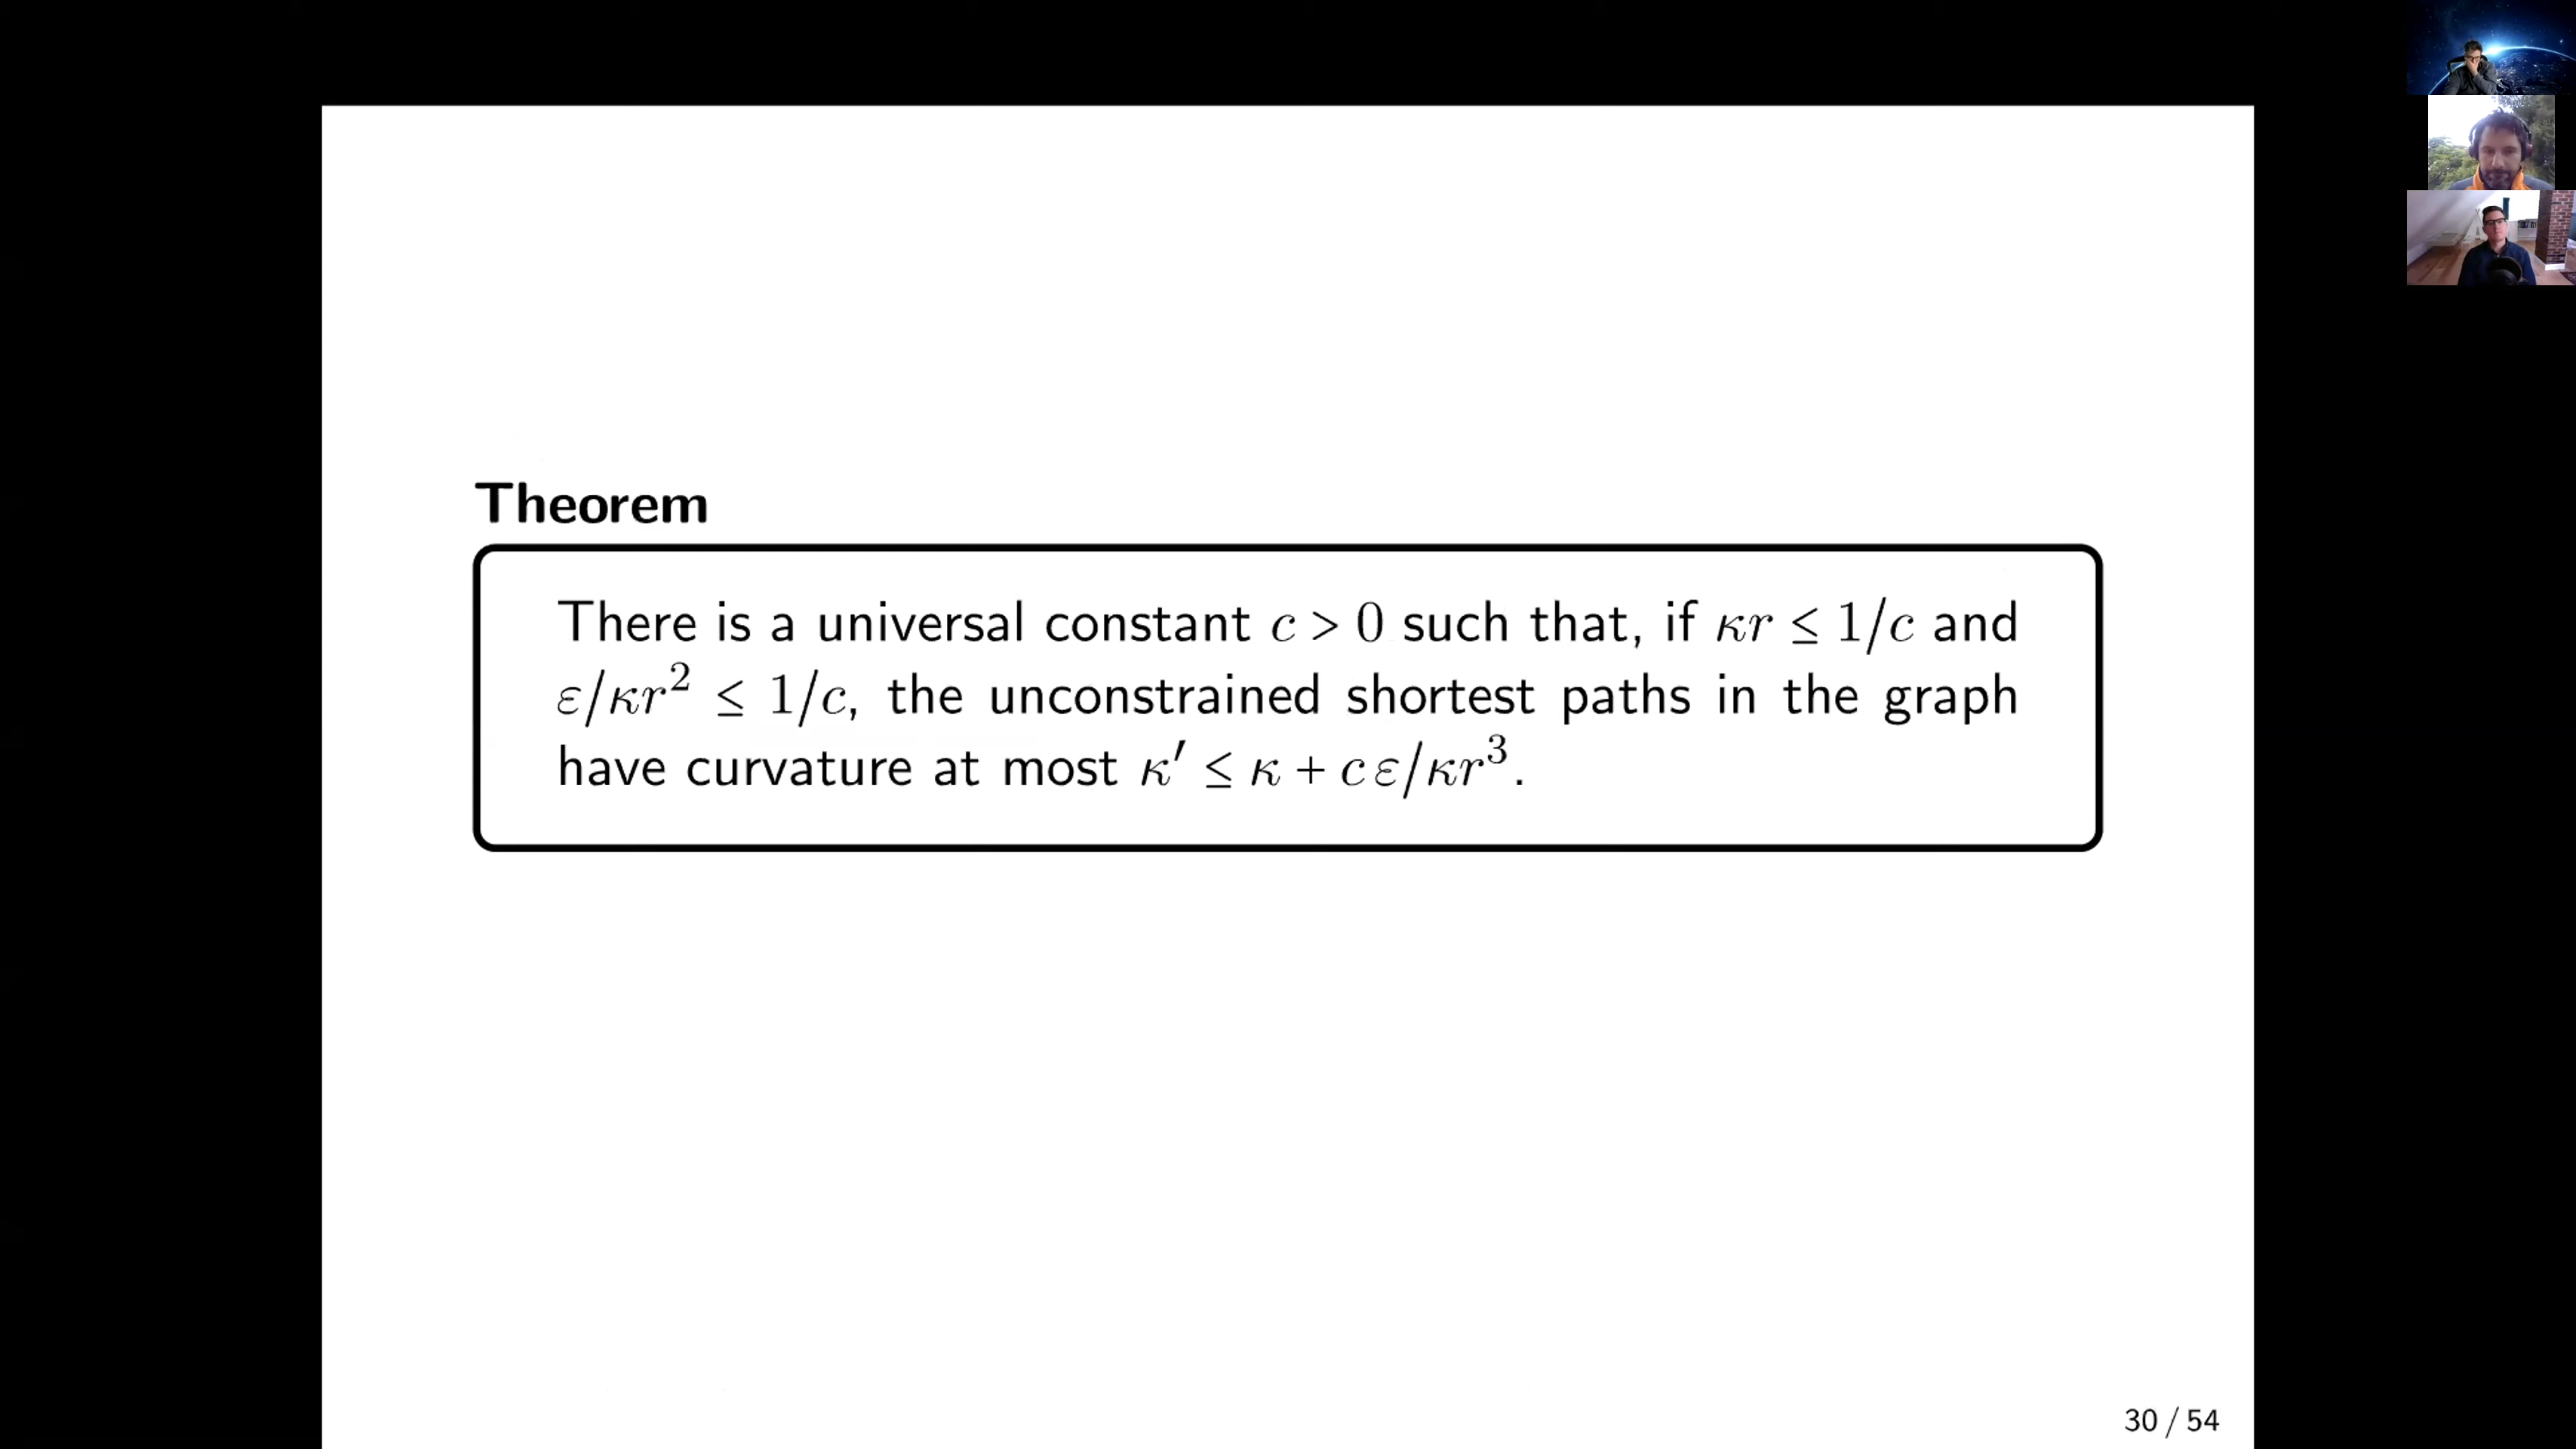 Theorem
There is a universal constant c > 0 such that, if κr ≤ 1/c and
ε/κr² ≤ 1/c, the unconstrained shortest paths in the graph
have curvature at most κ′ ≤ κ + c ε/κr³.
30 / 54